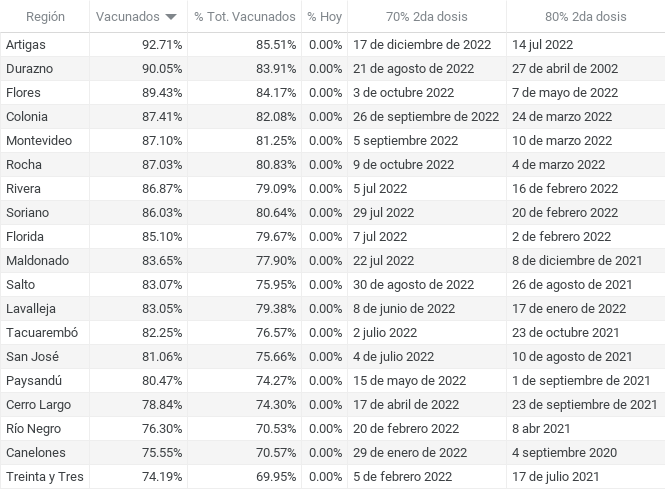 Región Vacunados % Tot. Vacunados % Hoy 70% 2da dosis 80% 2da dosis
Artigas 92.71% 85.51% 0.00% 17 de diciembre de 2022 14 jul 2022
Durazno 90.05% 83.91% 0.00% 21 de agosto de 2022 27 de abril de 2002
Flores 89.43% 84.17% 0.00% 3 de octubre 2022 7 de mayo de 2022
Colonia 87.41% 82.08% 0.00% 26 de septiembre de 2022 24 de marzo 2022
Montevideo 87.10% 81.25% 0.00% 5 septiembre 2022 10 de marzo 2022
Rocha 87.03% 80.83% 0.00% 9 de octubre 2022 4 de marzo 2022
Rivera 86.87% 79.09% 0.00% 5 jul 2022 16 de febrero 2022
Soriano 86.03% 80.64% 0.00% 29 jul 2022 20 de febrero 2022
Florida 85.10% 79.67% 0.00% 7 jul 2022 2 de febrero 2022
Maldonado 83.65% 77.90% 0.00% 22 jul 2022 8 de diciembre de 2021
Salto 83.07% 75.95% 0.00% 30 de agosto de 2022 26 de agosto de 2021
Lavalleja 83.05% 79.38% 0.00% 8 de junio de 2022 17 de enero de 2022
Tacuarembó 82.25% 76.57% 0.00% 2 julio 2022 23 de octubre 2021
San José 81.06% 75.66% 0.00% 4 de julio 2022 10 de agosto de 2021
Paysandú 80.47% 74.27% 0.00% 15 de mayo de 2022 1 de septiembre de 2021
Cerro Largo 78.84% 74.30% 0.00% 17 de abril de 2022 23 de septiembre de 2021
Río Negro 76.30% 70.53% 0.00% 20 de febrero 2022 8 abr 2021
Canelones 75.55% 70.57% 0.00% 29 de enero de 2022 4 septiembre 2020
Treinta y Tres 74.19% 69.95% 0.00% 5 de febrero 2022 17 de julio 2021